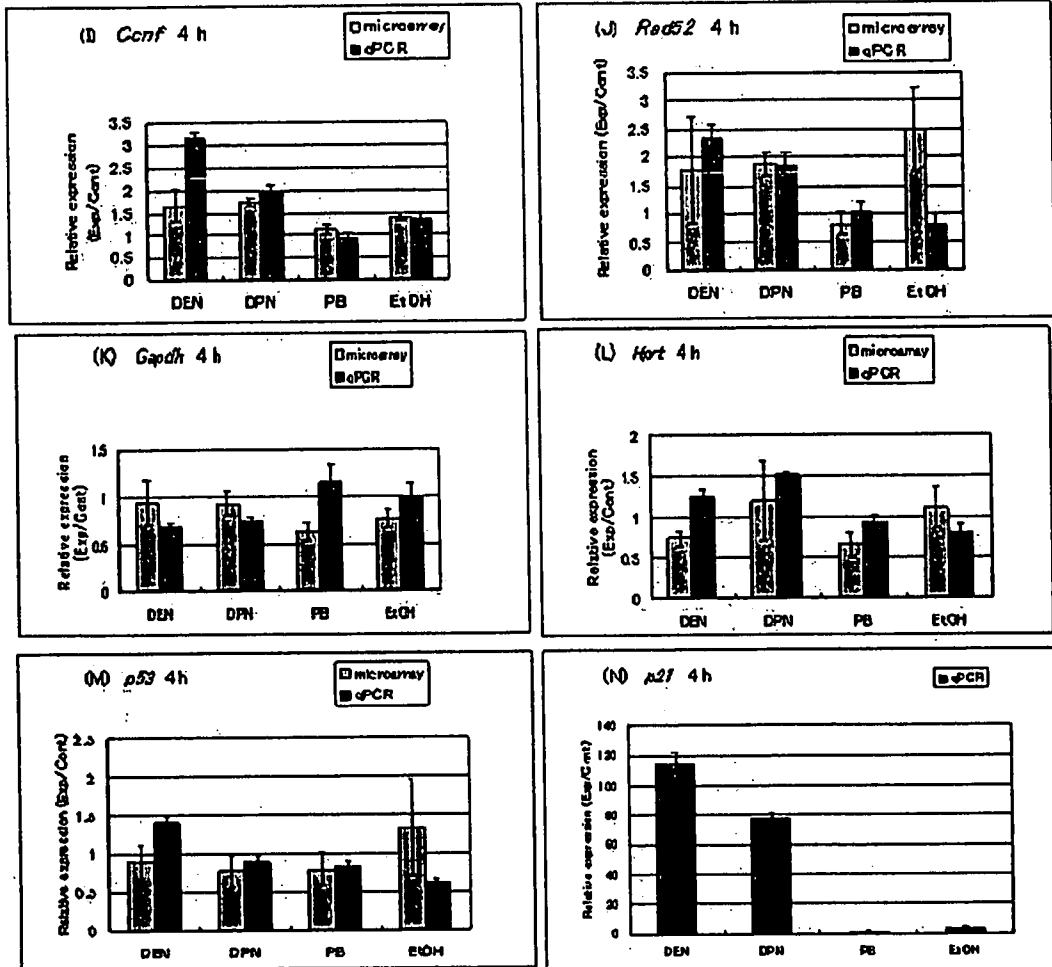 (I) Ccnf 4 h
microarray
qPCR
Relative expression
(Exp/Cont)
3.5
3
2.5
2
1.5
1
0.5
0
DEN DPN PB EtOH
(J) Rad52 4 h
microarray
qPCR
Relative expression (Exp/Cont)
3.5
3
2.5
2
1.5
1
0.5
0
DEN DPN PB EtOH
(K) Gapdh 4 h
microarray
qPCR
Relative expression
(Exp/Cont)
1.5
1
0.5
0
DEN DPN PB EtOH
(L) Hprt 4 h
microarray
qPCR
Relative expression
(Exp/Cont)
2
1.5
1
0.5
0
DEN DPN PB EtOH
(M) p53 4 h
microarray
qPCR
Relative expression (Exp/Cont)
2.5
2
1.5
1
0.5
0
DEN DPN PB EtOH
(N) p21 4 h
qPCR
Relative expression (Exp/Cont)
140
120
100
80
60
40
20
0
DEN DPN PB EtOH